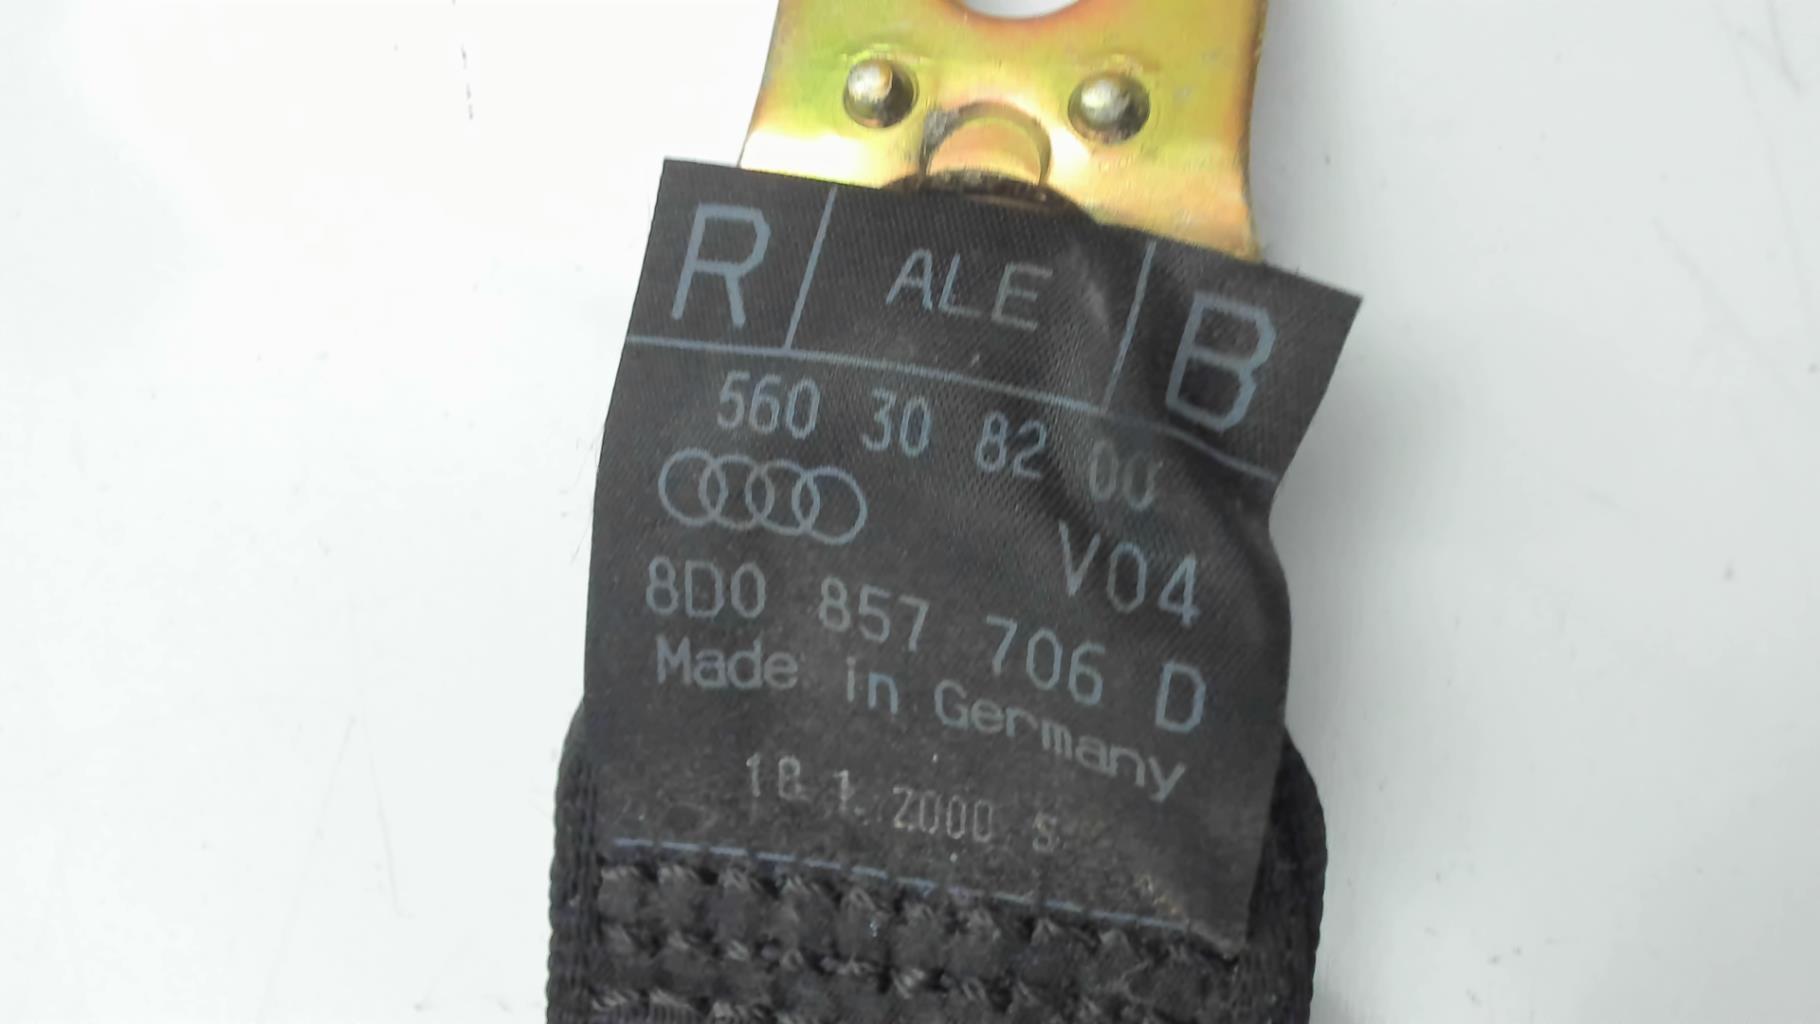 R ALE B
560 30 82 00
V04
8D0 857 706 D
Made in Germany
18.1.2000 S